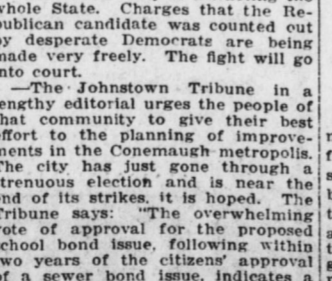 whole State. Charges that the Re-
publican candidate was counted out
by desperate Democrats are being
made very freely. The fight will go
into court.
—The Johnstown Tribune in a
lengthy editorial urges the people of
that community to give their best
effort to the planning of improve-
ments in the Conemaugh metropolis.
The city has just gone through a
strenuous election and is near the
end of its strikes, it is hoped. The
Tribune says: "The overwhelming
vote of approval for the proposed
school bond issue, following within
two years of the citizens' approval
of a sewer bond issue, indicates a